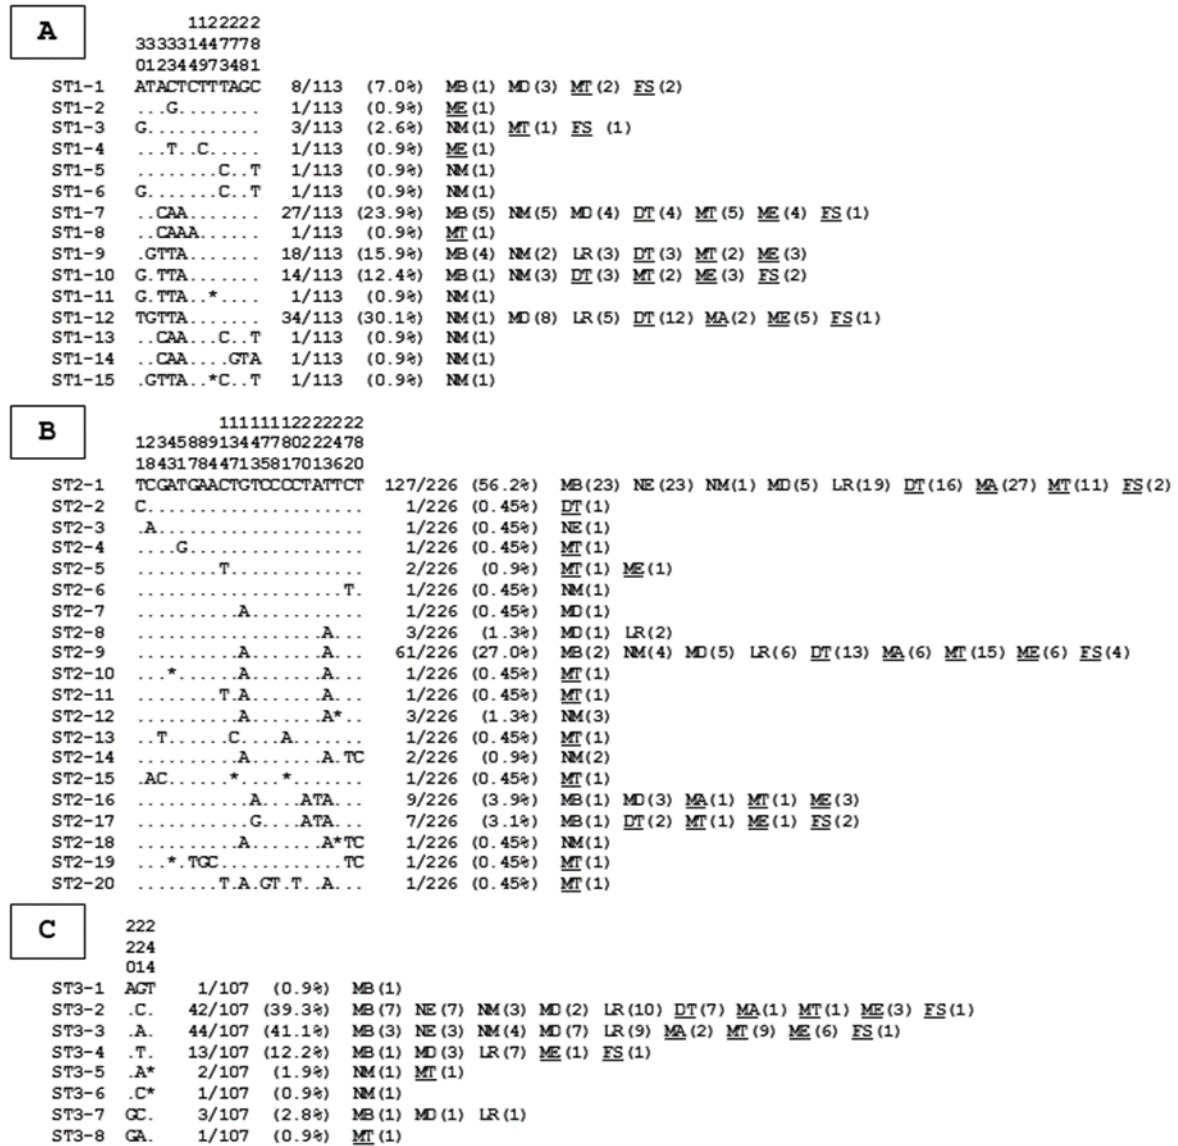 A
112222
333314477778
012344973481
ST1-1 ATACTCTTTAGC 8/113 (7.0%) MB(1) MD(3) MT(2) FS(2)
ST1-2 ...G........ 1/113 (0.9%) ME(1)
ST1-3 G........... 3/113 (2.6%) NM(1) MT(1) FS (1)
ST1-4 ...T..C..... 1/113 (0.9%) ME(1)
ST1-5 ........C..T 1/113 (0.9%) NM(1)
ST1-6 G.......C..T 1/113 (0.9%) NM(1)
ST1-7 ..CAA....... 27/113 (23.9%) MB(5) NM(5) MD(4) DT(4) MT(5) ME(4) FS(1)
ST1-8 ..CAAA...... 1/113 (0.9%) MT(1)
ST1-9 .GTTA....... 18/113 (15.9%) MB(4) NM(2) LR(3) DT(3) MT(2) ME(3)
ST1-10 G.TTA....... 14/113 (12.4%) MB(1) NM(3) DT(3) MT(2) ME(3) FS(2)
ST1-11 G.TTA..*.... 1/113 (0.9%) NM(1)
ST1-12 TGTTA....... 34/113 (30.1%) NM(1) MD(8) LR(5) DT(12) MA(2) ME(5) FS(1)
ST1-13 ..CAA...C..T 1/113 (0.9%) NM(1)
ST1-14 ..CAA....GTA 1/113 (0.9%) NM(1)
ST1-15 .GTTA..*C..T 1/113 (0.9%) NM(1)
B
11111112222222
1234588913447780222478
1843178447135817013620
ST2-1 TCGATGAACTGTCCCCTATTCT 127/226 (56.2%) MB(23) NE(23) NM(1) MD(5) LR(19) DT(16) MA(27) MT(11) FS(2)
ST2-2 C..................... 1/226 (0.45%) DT(1)
ST2-3 .A.................... 1/226 (0.45%) NE(1)
ST2-4 ....G................. 1/226 (0.45%) MT(1)
ST2-5 ........T............. 2/226 (0.9%) MT(1) ME(1)
ST2-6 ....................T. 1/226 (0.45%) NM(1)
ST2-7 ..........A........... 1/226 (0.45%) MD(1)
ST2-8 ..................A... 3/226 (1.3%) MD(1) LR(2)
ST2-9 ..........A.......A... 61/226 (27.0%) MB(2) NM(4) MD(5) LR(6) DT(13) MA(6) MT(15) ME(6) FS(4)
ST2-10 ...*......A.......A... 1/226 (0.45%) MT(1)
ST2-11 ........T.A.......A... 1/226 (0.45%) MT(1)
ST2-12 ..........A.......A*.. 3/226 (1.3%) NM(3)
ST2-13 ..T......C....A....... 1/226 (0.45%) MT(1)
ST2-14 ..........A.......A.TC 2/226 (0.9%) NM(2)
ST2-15 .AC......*....*....... 1/226 (0.45%) MT(1)
ST2-16 ...........A....ATA... 9/226 (3.9%) MB(1) MD(3) MA(1) MT(1) ME(3)
ST2-17 ...........G....ATA... 7/226 (3.1%) MB(1) DT(2) MT(1) ME(1) FS(2)
ST2-18 ..........A.......A*TC 1/226 (0.45%) NM(1)
ST2-19 ...*.TGC............TC 1/226 (0.45%) MT(1)
ST2-20 ........T.A.GT.T..A... 1/226 (0.45%) MT(1)
C
222
224
014
ST3-1 AGT 1/107 (0.9%) MB(1)
ST3-2 .C. 42/107 (39.3%) MB(7) NE(7) NM(3) MD(2) LR(10) DT(7) MA(1) MT(1) ME(3) FS(1)
ST3-3 .A. 44/107 (41.1%) MB(3) NE(3) NM(4) MD(7) LR(9) MA(2) MT(9) ME(6) FS(1)
ST3-4 .T. 13/107 (12.2%) MB(1) MD(3) LR(7) ME(1) FS(1)
ST3-5 .A* 2/107 (1.9%) NM(1) MT(1)
ST3-6 .C* 1/107 (0.9%) NM(1)
ST3-7 GC. 3/107 (2.8%) MB(1) MD(1) LR(1)
ST3-8 GA. 1/107 (0.9%) MT(1)